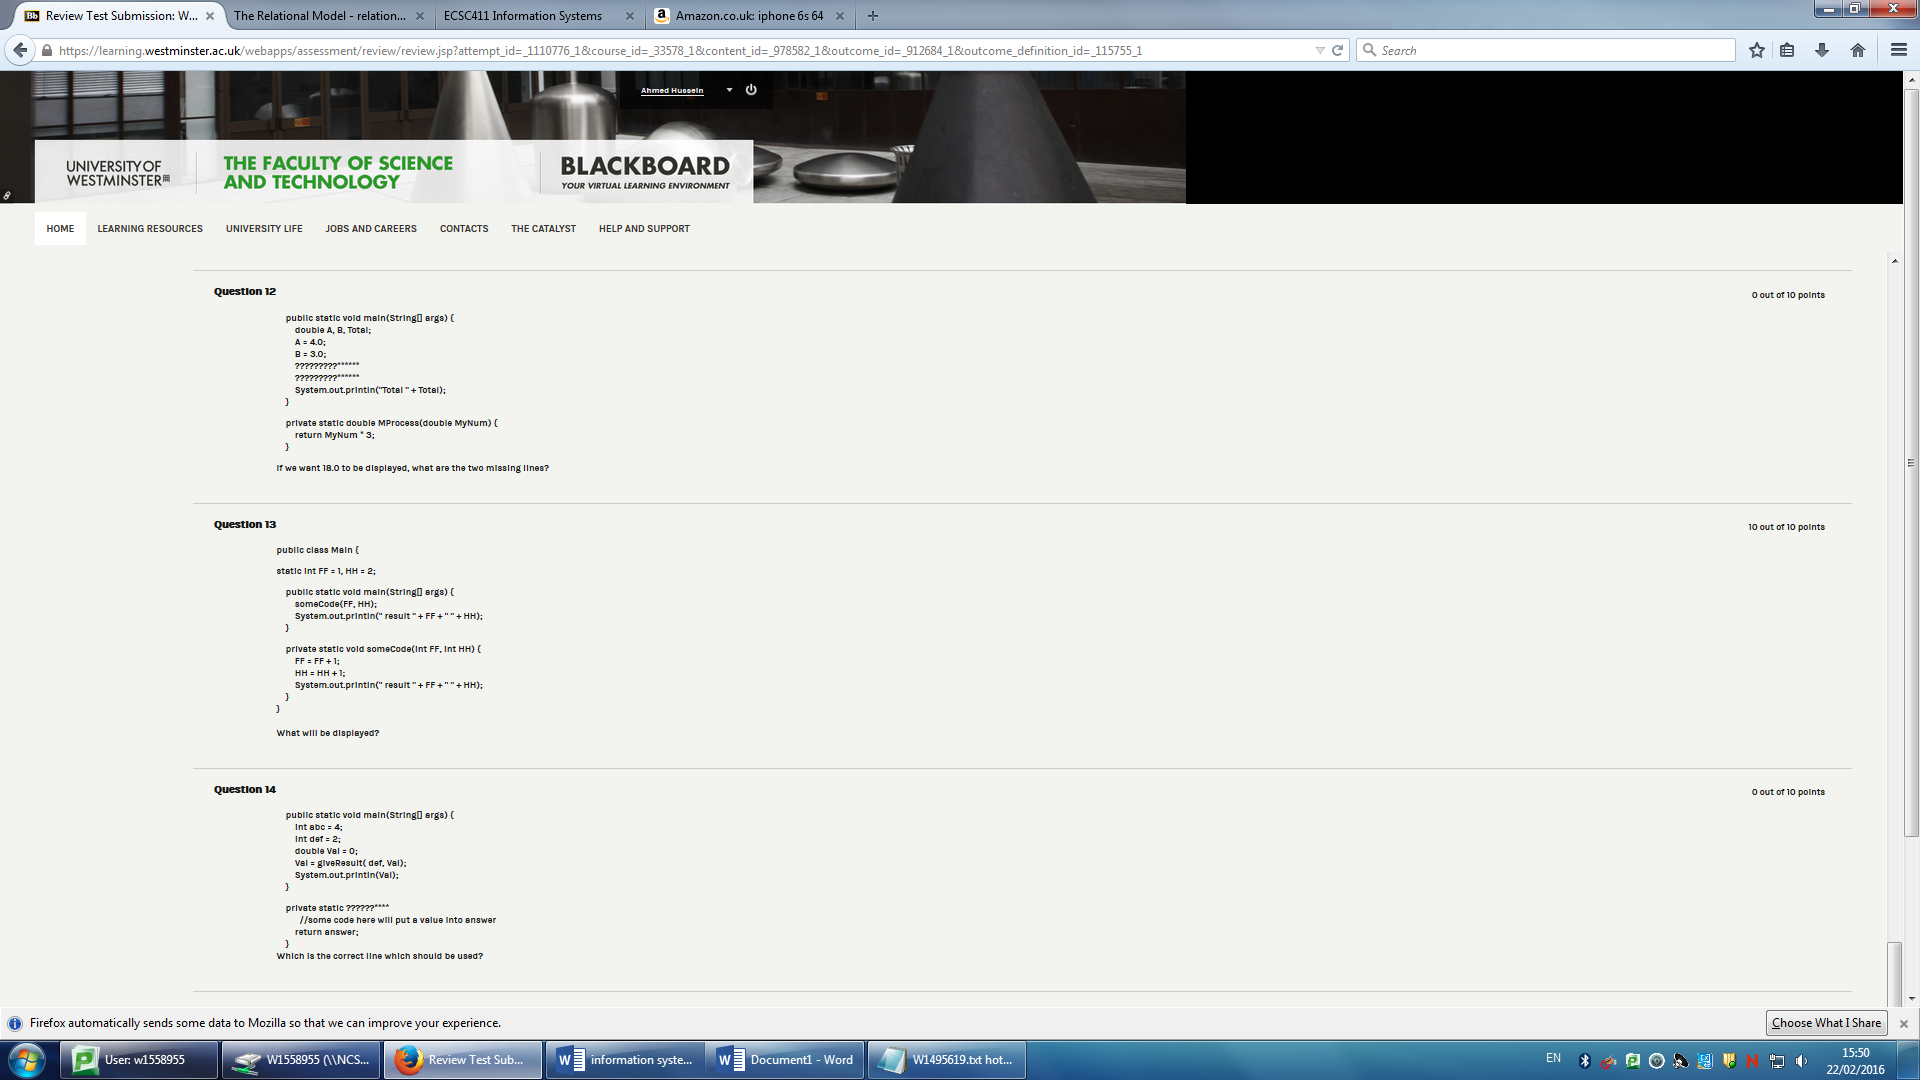 Review Test Submission: W...
The Relational Model - relation...
ECSC411 Information Systems
Amazon.co.uk: iphone 6s 64
https://learning.westminster.ac.uk/webapps/assessment/review/review.jsp?attempt_id=_1110776_1&course_id=_33578_1&content_id=_978582_1&outcome_id=_912684_1&outcome_definition_id=_115755_1
Search
Ahmed Hussein
UNIVERSITY OF
WESTMINSTER
THE FACULTY OF SCIENCE
AND TECHNOLOGY
BLACKBOARD
YOUR VIRTUAL LEARNING ENVIRONMENT
HOME LEARNING RESOURCES UNIVERSITY LIFE JOBS AND CAREERS CONTACTS THE CATALYST HELP AND SUPPORT
Question 12
0 out of 10 points
public static void main(String[] args) {
double A, B, Total;
A = 4.0;
B = 3.0;
?????????******
?????????******
System.out.println("Total " + Total);
}
private static double MProcess(double MyNum) {
return MyNum * 3;
}
If we want 18.0 to be displayed, what are the two missing lines?
Question 13
10 out of 10 points
public class Main {
static int FF = 1, HH = 2;
public static void main(String[] args) {
someCode(FF, HH);
System.out.println(" result " + FF + " " + HH);
}
private static void someCode(int FF, int HH) {
FF = FF + 1;
HH = HH + 1;
System.out.println(" result " + FF + " " + HH);
}
}
What will be displayed?
Question 14
0 out of 10 points
public static void main(String[] args) {
int abc = 4;
int def = 2;
double Val = 0;
Val = giveResult( def, Val);
System.out.println(Val);
}
private static ??????****
//some code here will put a value into answer
return answer;
}
Which is the correct line which should be used?
Firefox automatically sends some data to Mozilla so that we can improve your experience.
Choose What I Share
User: w1558955
W1558955 (\\NCS...
Review Test Sub...
information syste...
Document1 - Word
W1495619.txt hot...
EN
15:50
22/02/2016